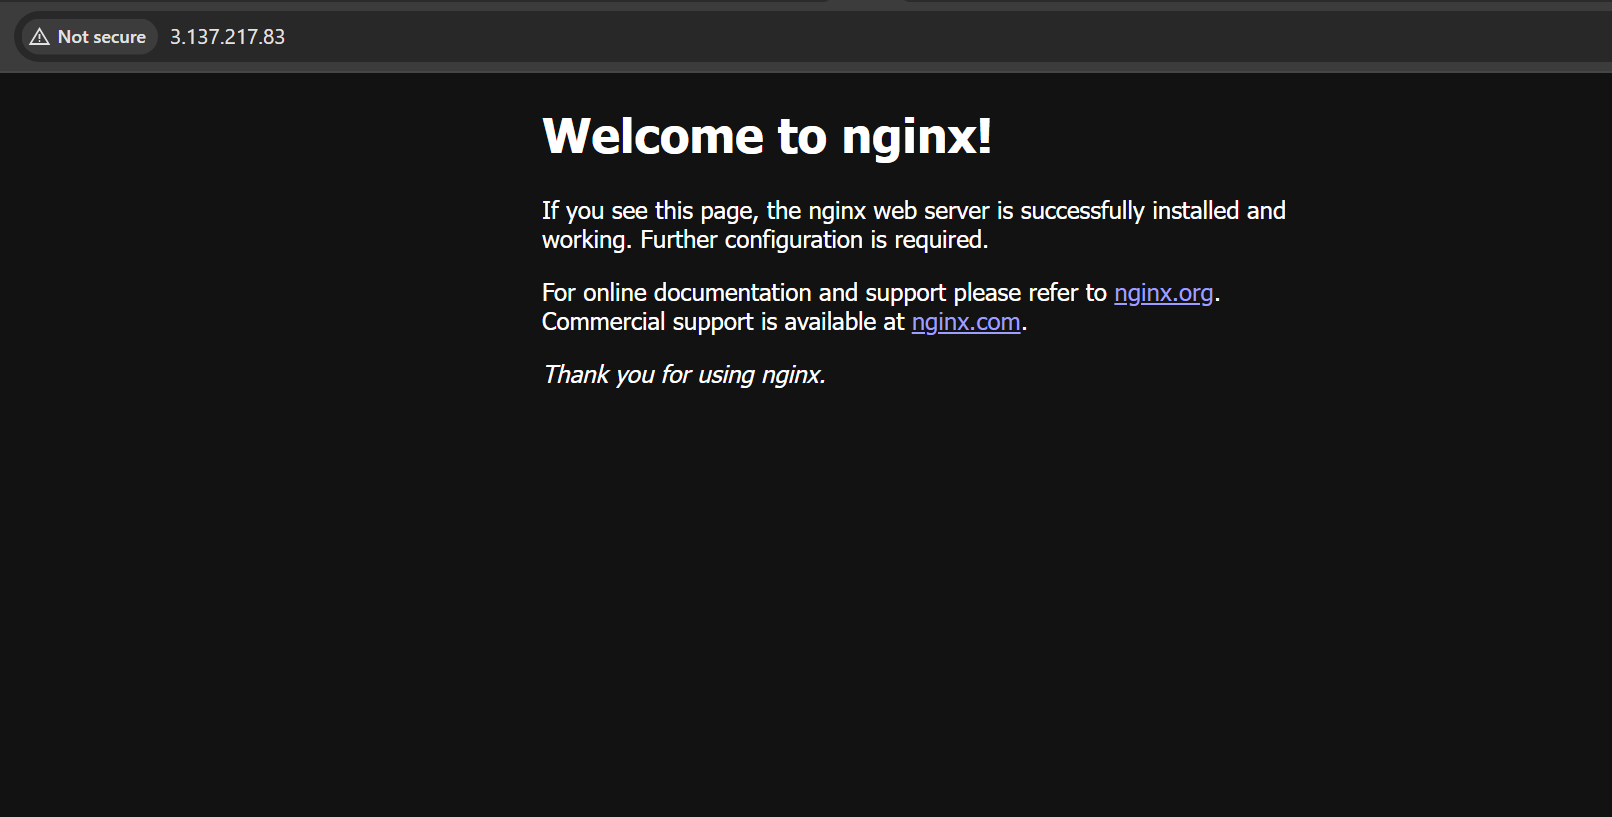 Not secure 3.137.217.83
Welcome to nginx!
If you see this page, the nginx web server is successfully installed and
working. Further configuration is required.
For online documentation and support please refer to nginx.org.
Commercial support is available at nginx.com.
Thank you for using nginx.